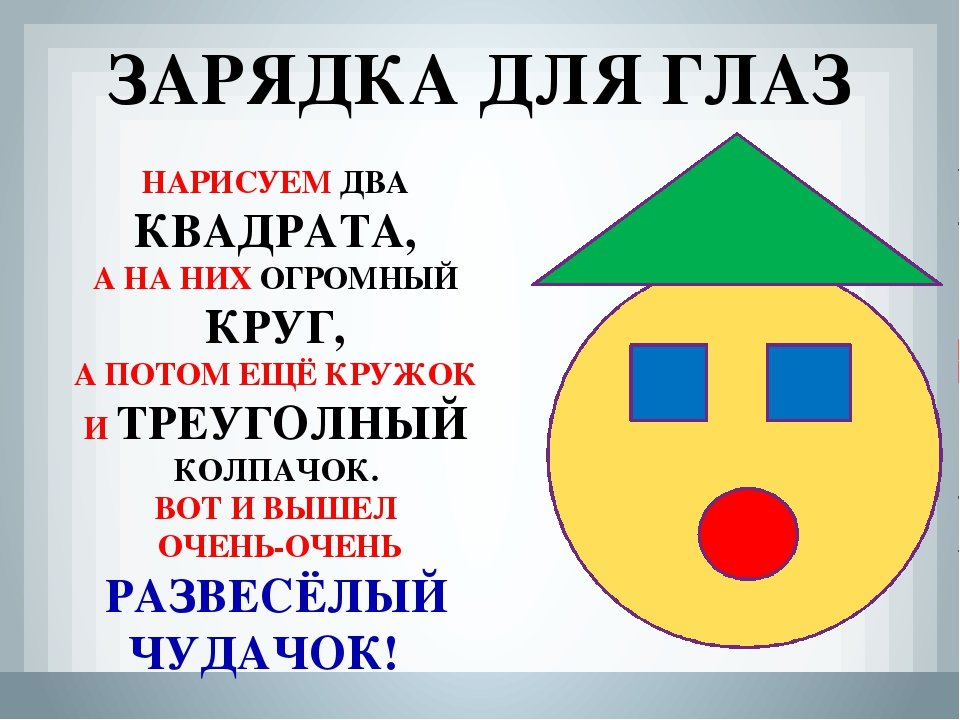 ЗАРЯДКА ДЛЯ ГЛАЗ
НАРИСУЕМ ДВА
КВАДРАТА,
А НА НИХ ОГРОМНЫЙ
КРУГ,
А ПОТОМ ЕЩЁ КРУЖОК
И ТРЕУГОЛНЫЙ
КОЛПАЧОК.
ВОТ И ВЫШЕЛ
ОЧЕНЬ-ОЧЕНЬ
РАЗВЕСЁЛЫЙ
ЧУДАЧОК!